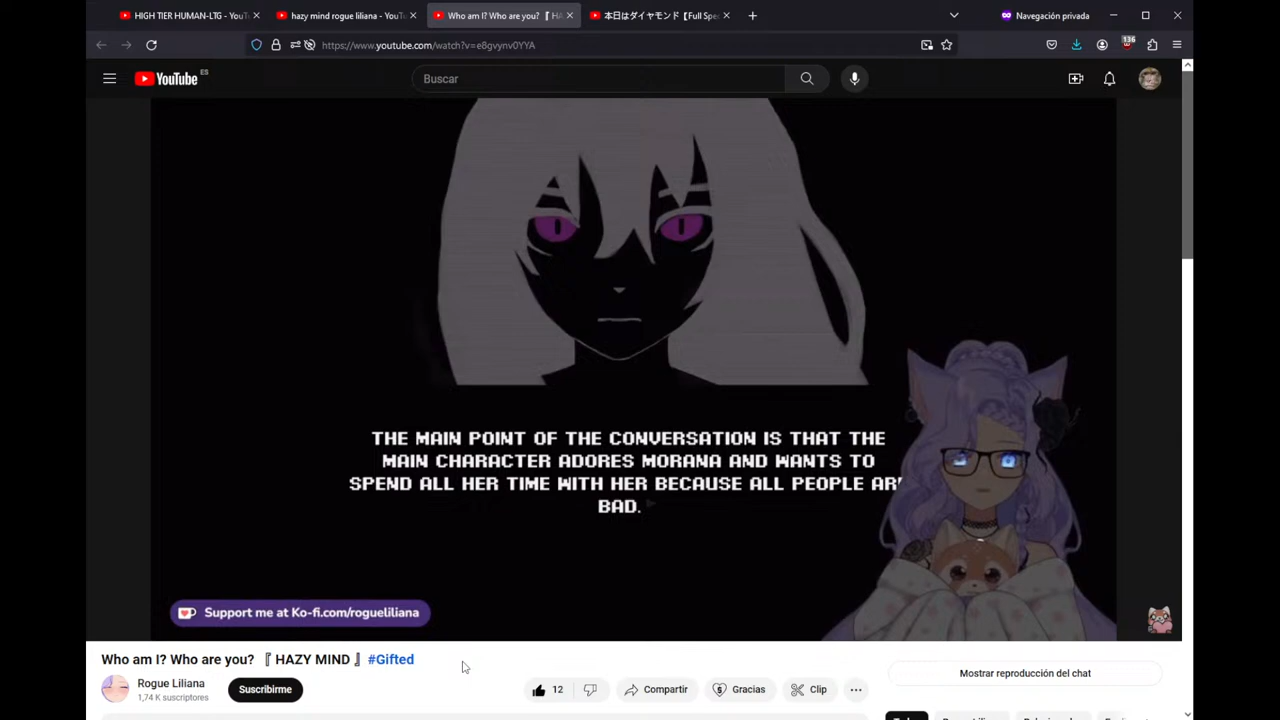 HIGH TIER HUMAN-LTG - YouT
hazy mind rogue liliana - YouTu
Who am I? Who are you? 『 HA
本日はダイヤモンド【Full Spe
Navegación privada
https://www.youtube.com/watch?v=e8gvynv0YYA
136
YouTube ES
Buscar
THE MAIN POINT OF THE CONVERSATION IS THAT THE
MAIN CHARACTER ADORES MORANA AND WANTS TO
SPEND ALL HER TIME WITH HER BECAUSE ALL PEOPLE ARE
BAD.
Support me at Ko-fi.com/rogueliliana
Who am I? Who are you? 『 HAZY MIND 』 #Gifted
Rogue Liliana
1,74 K suscriptores
Suscribirme
12
Compartir
Gracias
Clip
Mostrar reproducción del chat